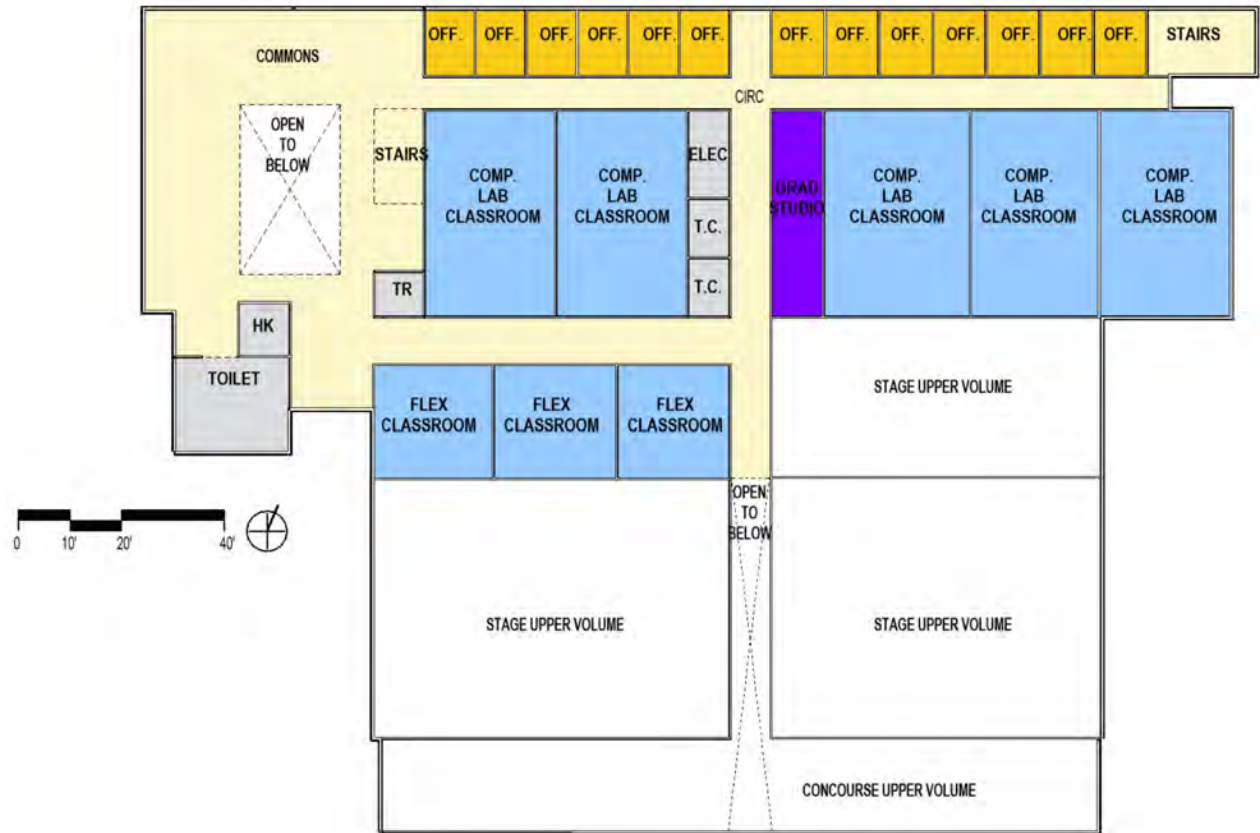 OFF. OFF. OFF. OFF. OFF. OFF. OFF. OFF. OFF. OFF. OFF. OFF. OFF. STAIRS
COMMONS
CIRC
OPEN
TO
BELOW
STAIRS
COMP.
LAB
CLASSROOM
COMP.
LAB
CLASSROOM
ELEC
T.C.
T.C.
GRAD
STUDIO
COMP.
LAB
CLASSROOM
COMP.
LAB
CLASSROOM
COMP.
LAB
CLASSROOM
TR
HK
TOILET
FLEX
CLASSROOM
FLEX
CLASSROOM
FLEX
CLASSROOM
STAGE UPPER VOLUME
OPEN
TO
BELOW
0 10' 20' 40'
STAGE UPPER VOLUME
STAGE UPPER VOLUME
CONCOURSE UPPER VOLUME